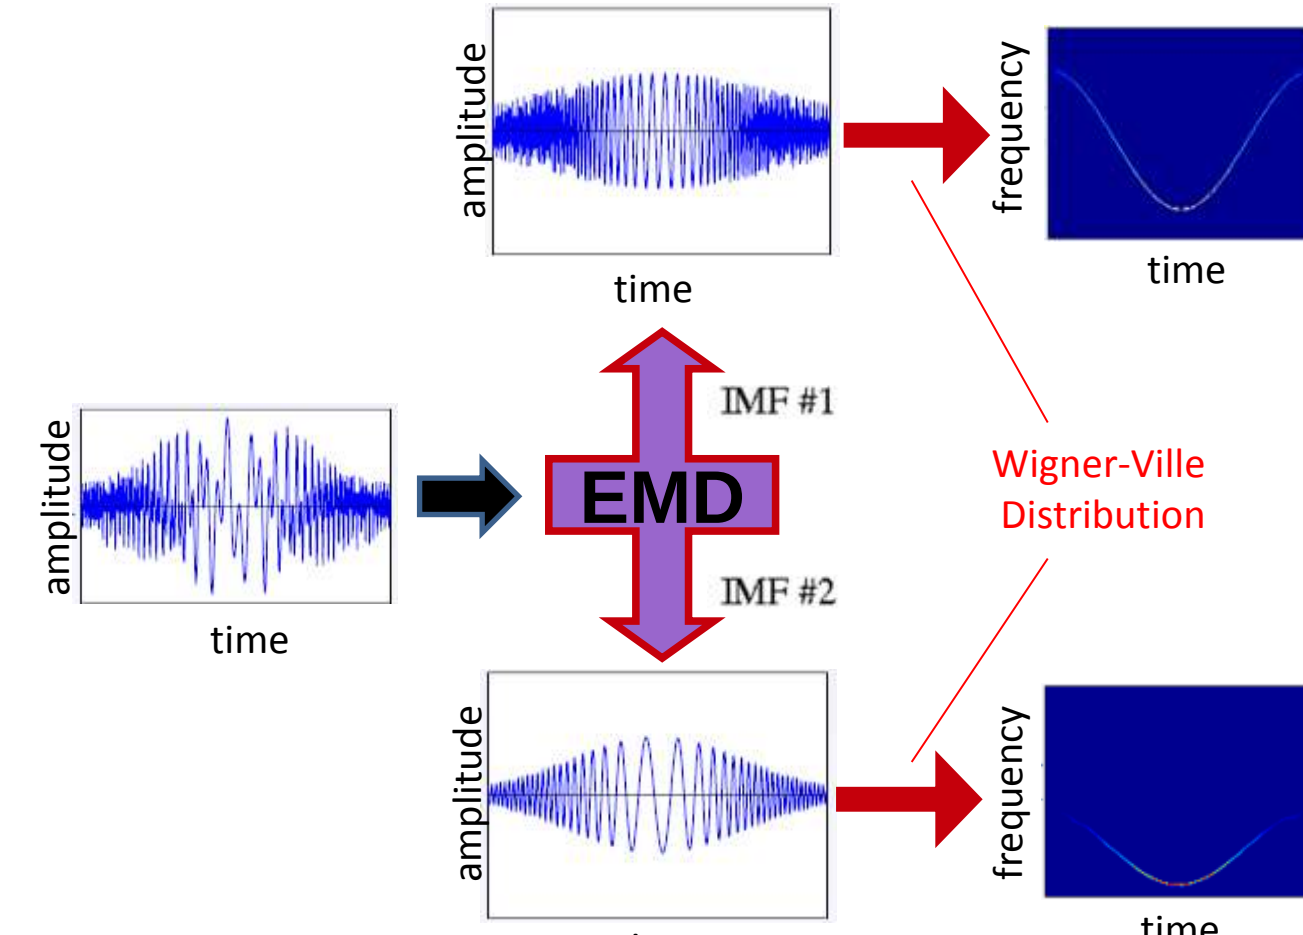 amplitude
time
frequency
time
IMF #1
amplitude
time
EMD
Wigner-Ville
Distribution
IMF #2
amplitude
frequency
time